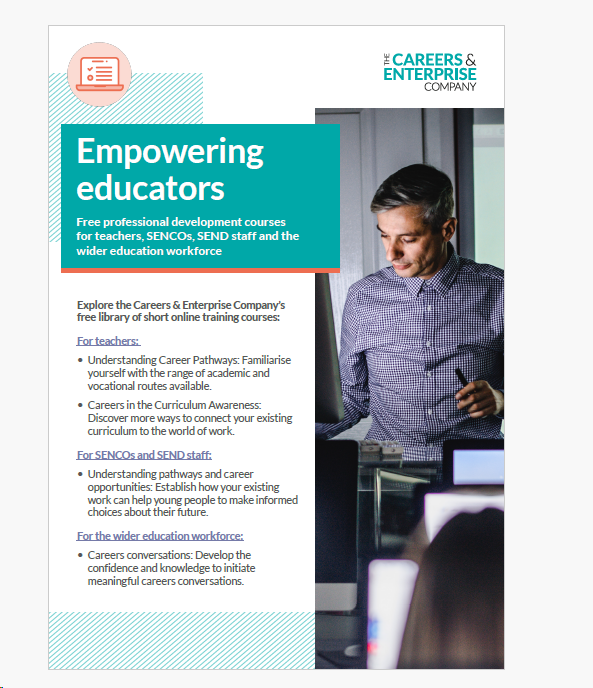 THE CAREERS &
ENTERPRISE
COMPANY
Empowering
educators
Free professional development courses
for teachers, SENCOs, SEND staff and the
wider education workforce
Explore the Careers & Enterprise Company's
free library of short online training courses:
For teachers:
• Understanding Career Pathways: Familiarise
yourself with the range of academic and
vocational routes available.
• Careers in the Curriculum Awareness:
Discover more ways to connect your existing
curriculum to the world of work.
For SENCOs and SEND staff:
• Understanding pathways and career
opportunities: Establish how your existing
work can help young people to make informed
choices about their future.
For the wider education workforce:
• Careers conversations: Develop the
confidence and knowledge to initiate
meaningful careers conversations.